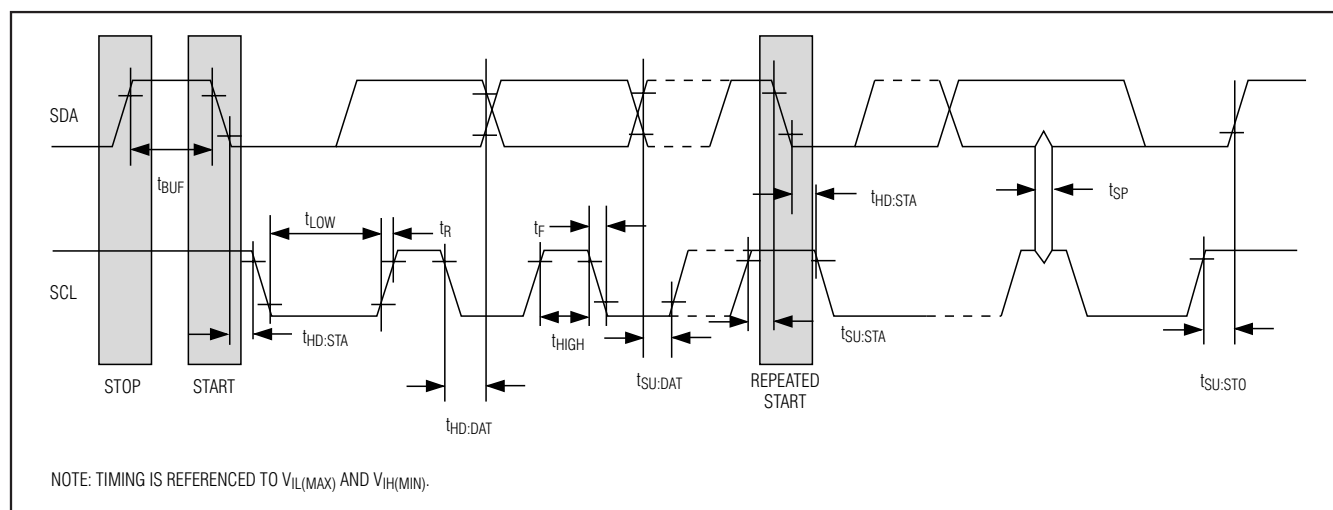 SDA
tBUF
tLOW
tR
tF
tHD:STA
tSP
SCL
tHD:STA
tHIGH
tSU:DAT
tSU:STA
tSU:STO
STOP
START
REPEATED
START
tHD:DAT
NOTE: TIMING IS REFERENCED TO VIL(MAX) AND VIH(MIN).